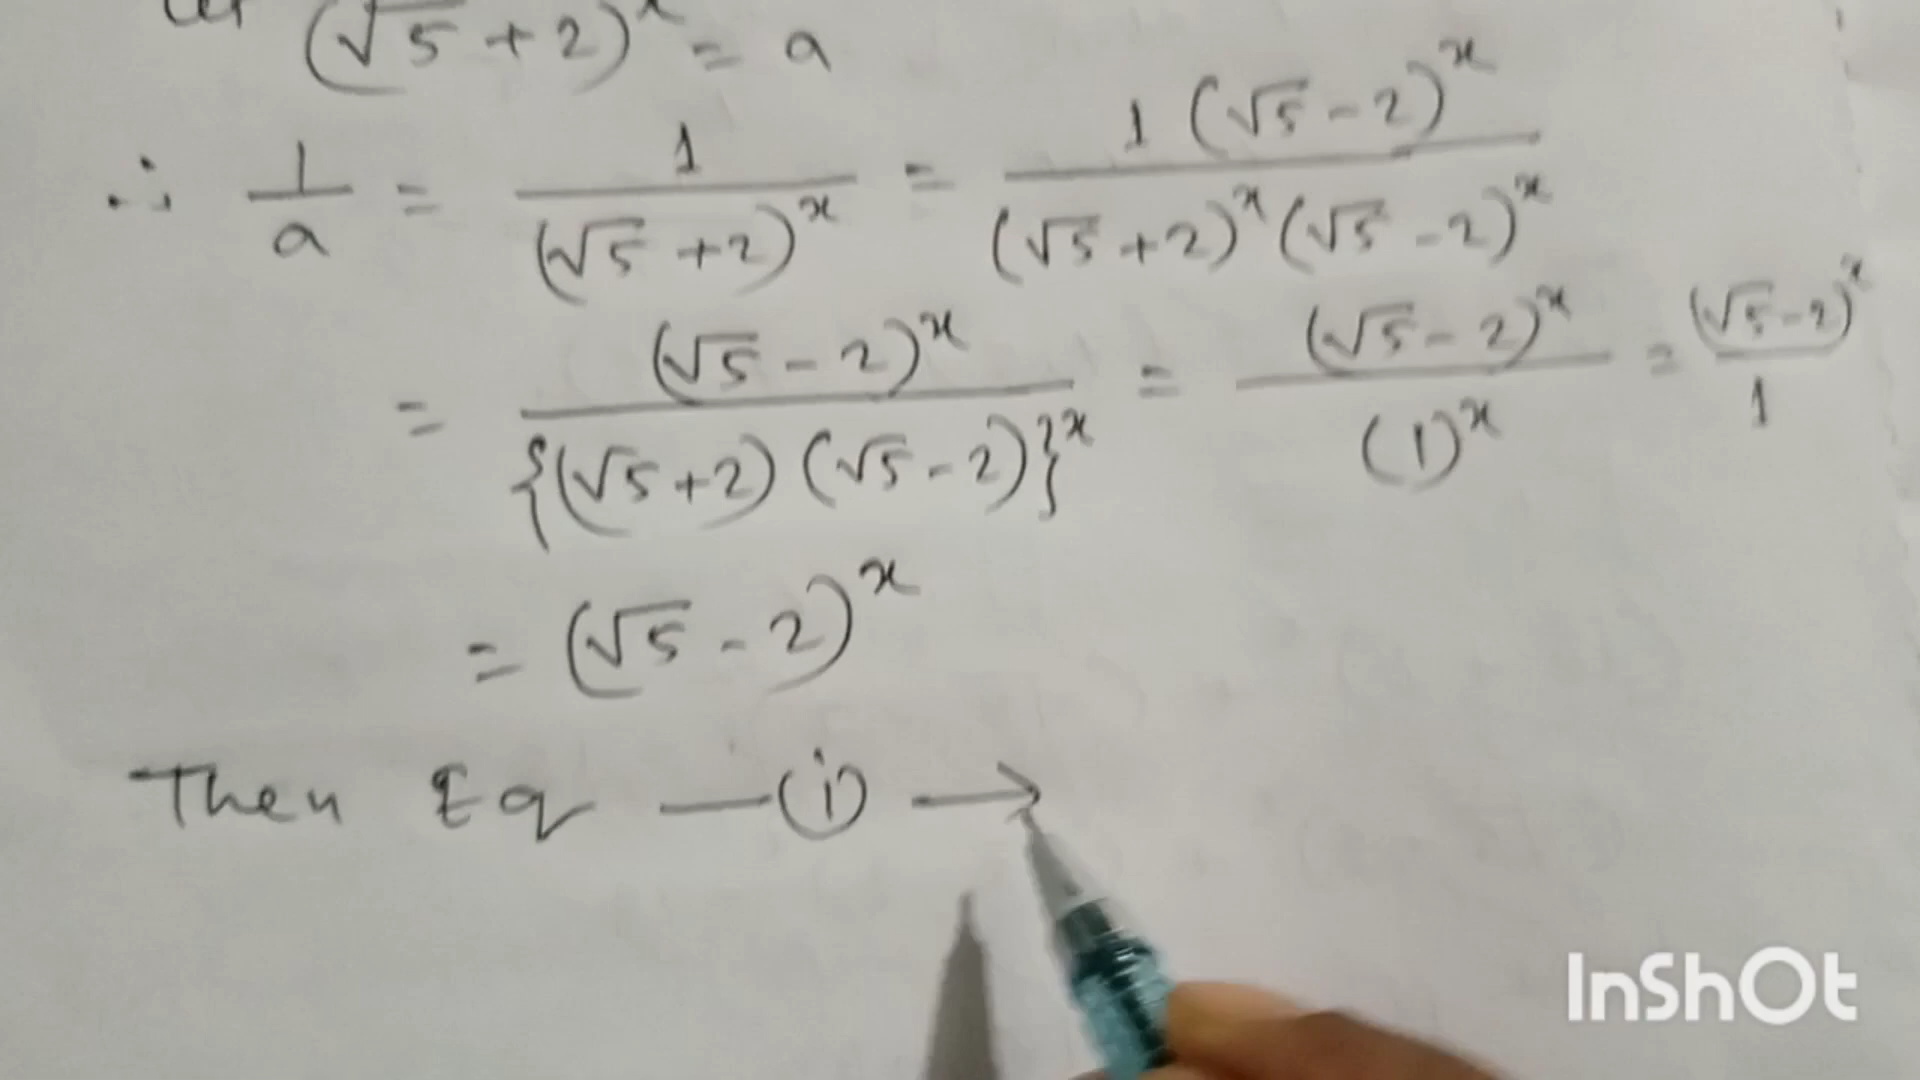 (√5 + 2)^x = a
∴ 1/a = 1/(√5 + 2)^x = 1 (√5 - 2)^x/(√5 + 2)^x (√5 - 2)^x
= (√5 - 2)^x/{(√5 + 2) (√5 - 2)}^x = (√5 - 2)^x/(1)^x = (√5 - 2)^x/1
= (√5 - 2)^x
Then Eq —(i) →
InShOt